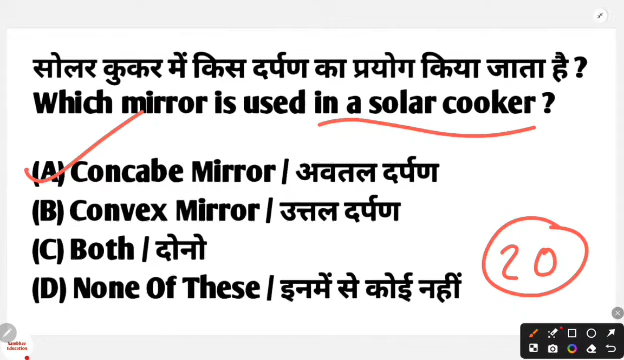 सोलर कुकर में किस दर्पण का प्रयोग किया जाता है ?
Which mirror is used in a solar cooker ?
(A) Concabe Mirror / अवतल दर्पण
(B) Convex Mirror / उत्तल दर्पण
(C) Both / दोनो
(D) None Of These / इनमें से कोई नहीं
20